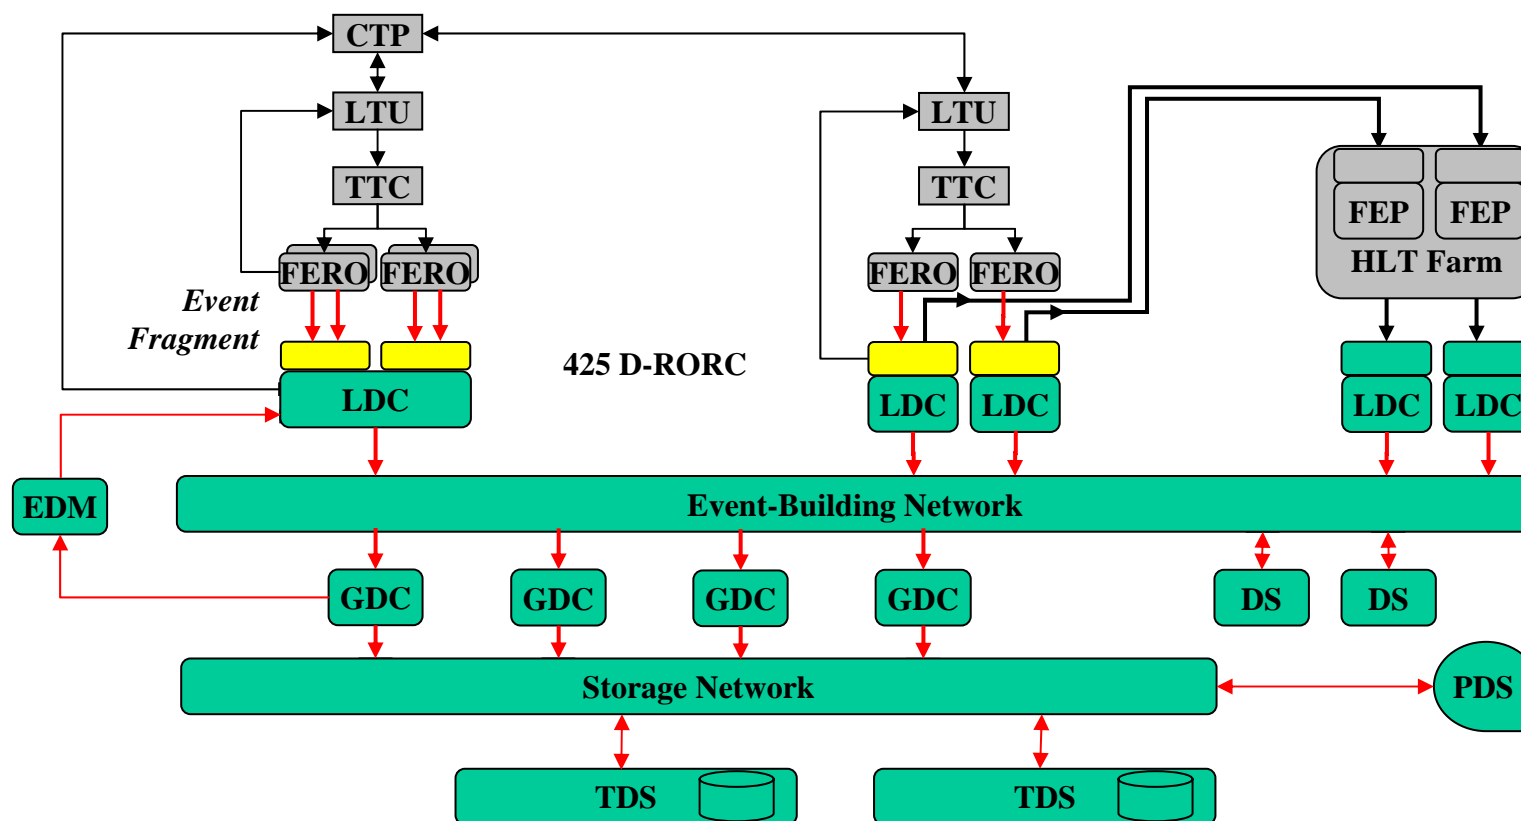 CTP
LTU
LTU
TTC
TTC
FEP
FEP
HLT Farm
FERO
FERO
FERO
FERO
Event
Fragment
425 D-RORC
LDC
LDC
LDC
LDC
LDC
EDM
Event-Building Network
GDC
GDC
GDC
GDC
DS
DS
Storage Network
PDS
TDS
TDS